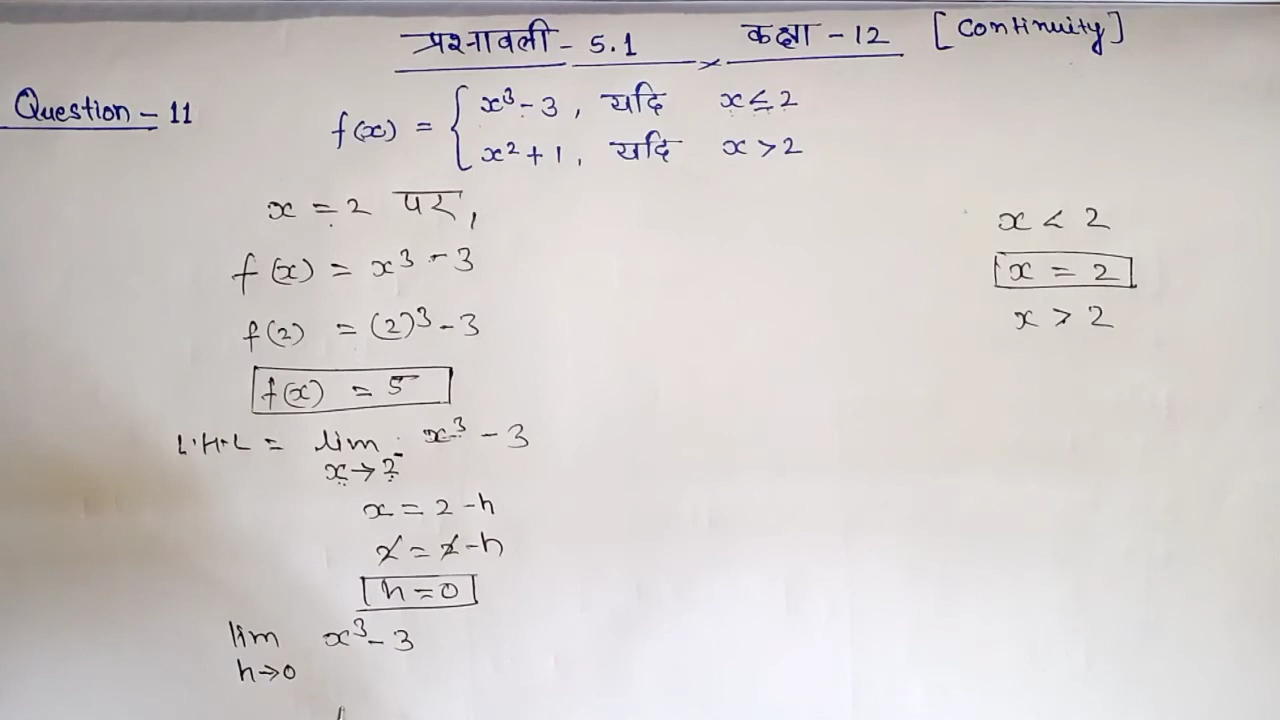 प्रश्नावली - 5.1 × कक्षा - 12 [Continuity]
Question - 11
f(x) = { x³ - 3, यदि x ≤ 2
x² + 1, यदि x > 2
x = 2 पर,
f(x) = x³ - 3
f(2) = (2)³ - 3
f(x) = 5
L.H.L = lim x³ - 3
x → 2⁻
x = 2 - h
2 = 2 - h
h = 0
lim x³ - 3
h → 0
x < 2
x = 2
x > 2